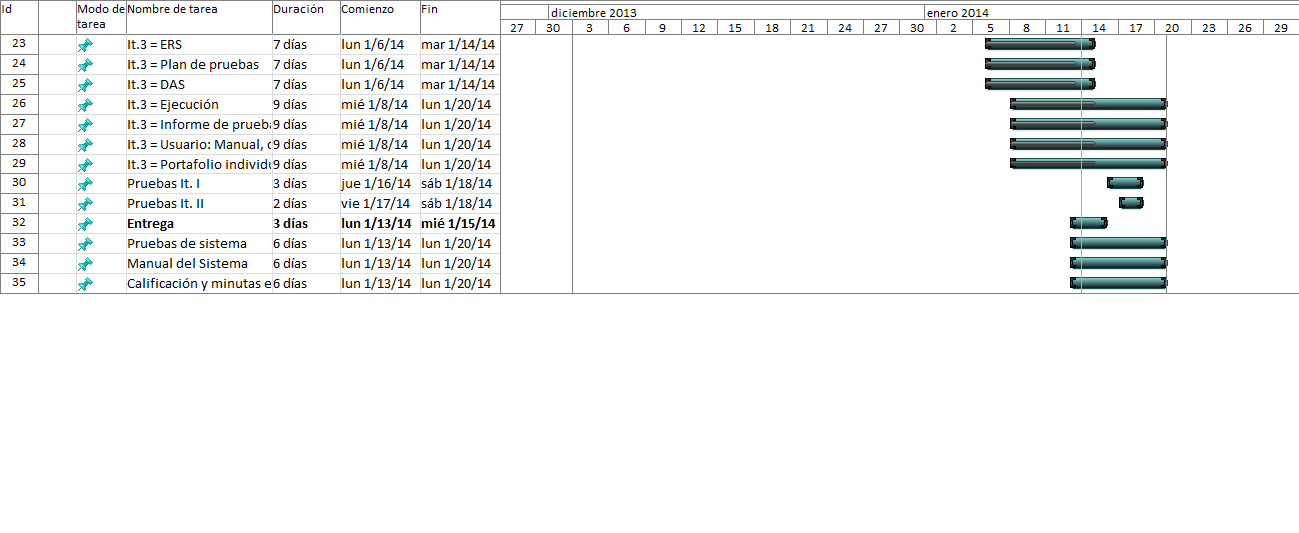 Id Modo de tarea Nombre de tarea Duración Comienzo Fin
diciembre 2013 enero 2014
27 30 3 6 9 12 15 18 21 24 27 30 2 5 8 11 14 17 20 23 26 29
23 It.3 = ERS 7 días lun 1/6/14 mar 1/14/14
24 It.3 = Plan de pruebas 7 días lun 1/6/14 mar 1/14/14
25 It.3 = DAS 7 días lun 1/6/14 mar 1/14/14
26 It.3 = Ejecución 9 días mié 1/8/14 lun 1/20/14
27 It.3 = Informe de prueba 9 días mié 1/8/14 lun 1/20/14
28 It.3 = Usuario: Manual, 9 días mié 1/8/14 lun 1/20/14
29 It.3 = Portafolio individu 9 días mié 1/8/14 lun 1/20/14
30 Pruebas It. I 3 días jue 1/16/14 sáb 1/18/14
31 Pruebas It. II 2 días vie 1/17/14 sáb 1/18/14
32 Entrega 3 días lun 1/13/14 mié 1/15/14
33 Pruebas de sistema 6 días lun 1/13/14 lun 1/20/14
34 Manual del Sistema 6 días lun 1/13/14 lun 1/20/14
35 Calificación y minutas e 6 días lun 1/13/14 lun 1/20/14